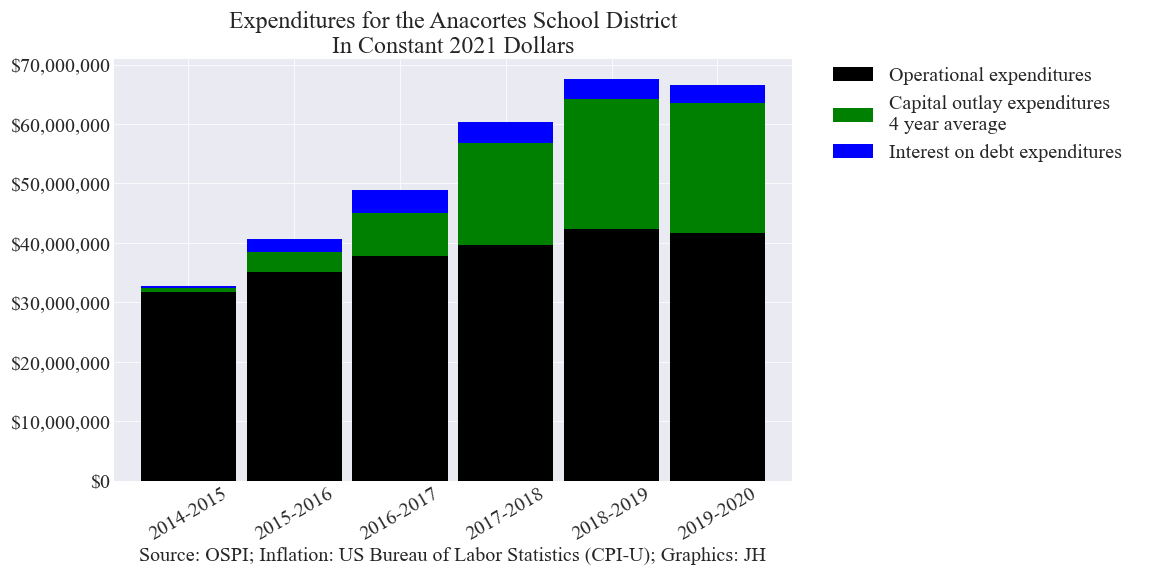 Expenditures for the Anacortes School District
In Constant 2021 Dollars
$70,000,000
$60,000,000
$50,000,000
$40,000,000
$30,000,000
$20,000,000
$10,000,000
$0
2014-2015
2015-2016
2016-2017
2017-2018
2018-2019
2019-2020
Source: OSPI; Inflation: US Bureau of Labor Statistics (CPI-U); Graphics: JH
Operational expenditures
Capital outlay expenditures
4 year average
Interest on debt expenditures